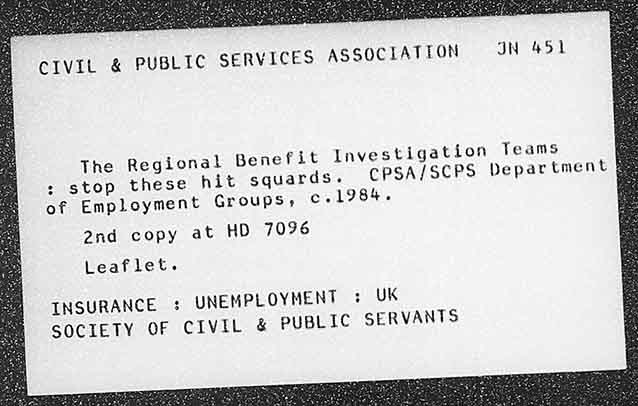 CIVIL & PUBLIC SERVICES ASSOCIATION JN 451
The Regional Benefit Investigation Teams
: stop these hit squards. CPSA/SCPS Department
of Employment Groups, c.1984.
2nd copy at HD 7096
Leaflet.
INSURANCE : UNEMPLOYMENT : UK
SOCIETY OF CIVIL & PUBLIC SERVANTS